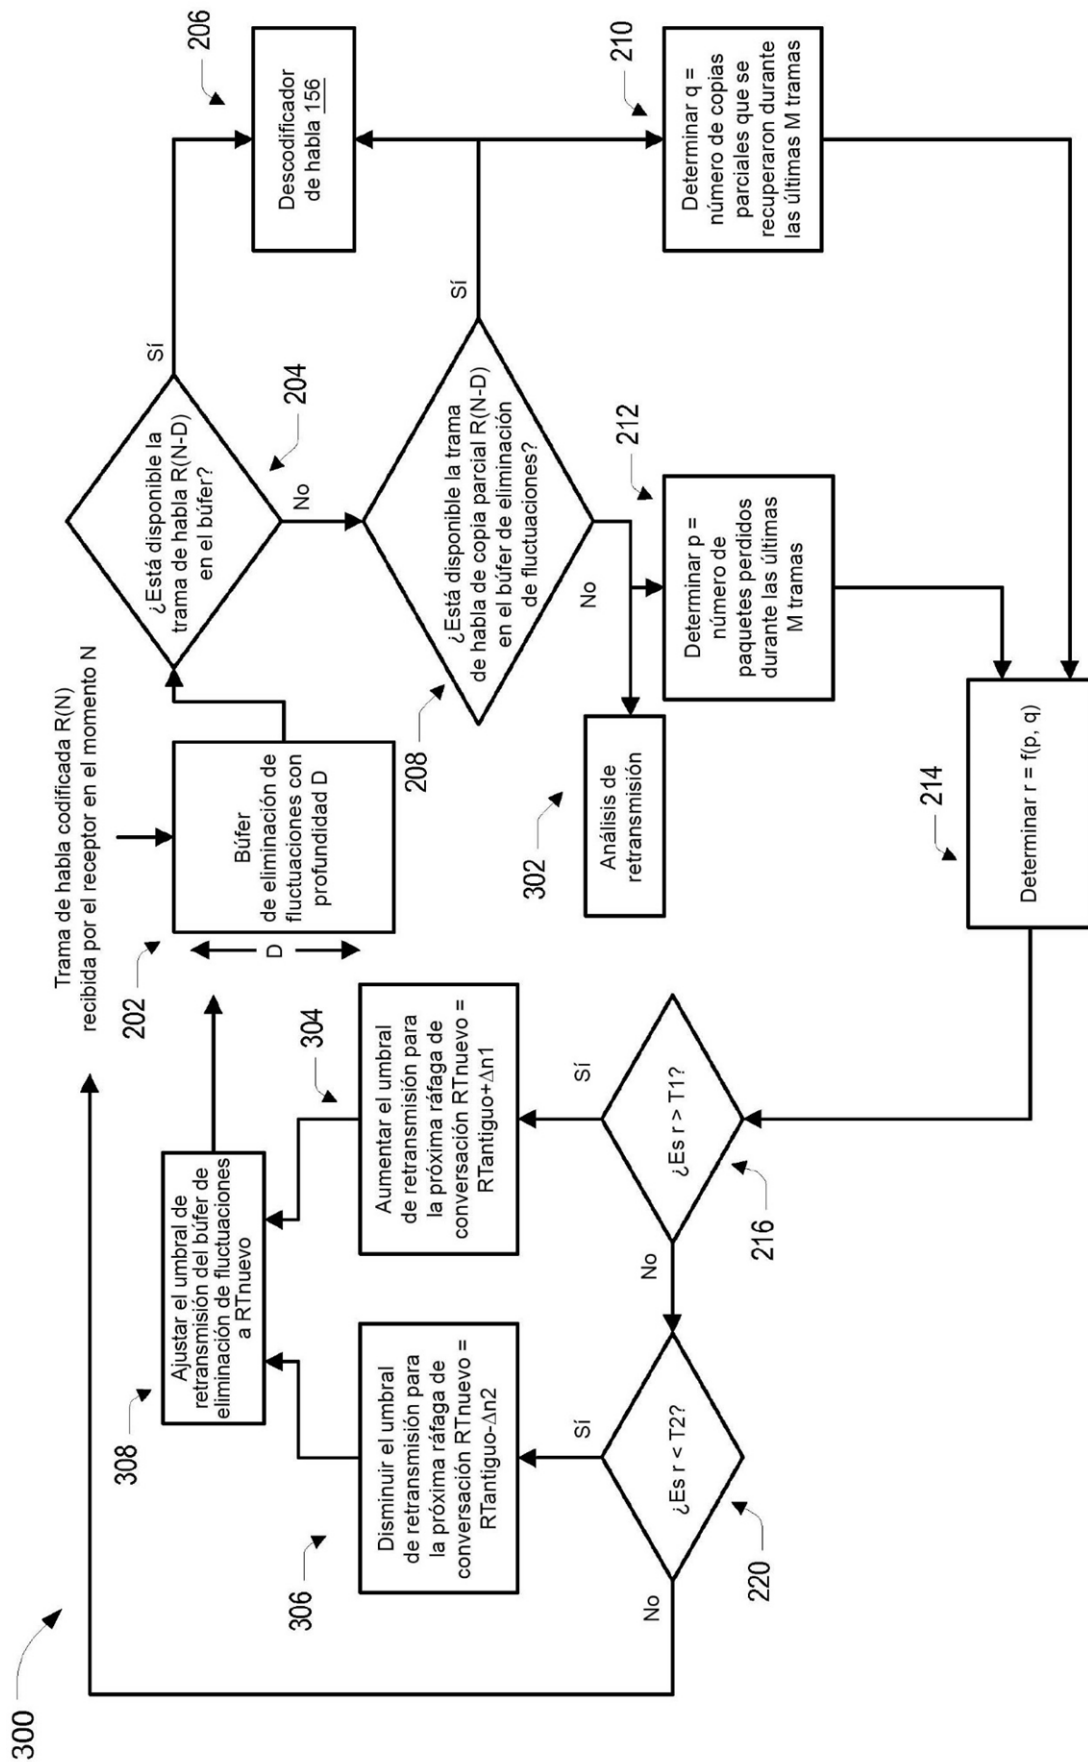 300
Trama de habla codificada R(N)
recibida por el receptor en el momento N
202
Búfer
de eliminación de
fluctuaciones con
profundidad D
D
¿Está disponible la
trama de habla R(N-D)
en el búfer?
204
Sí
No
206
Descodificador
de habla 156
¿Está disponible la trama
de habla de copia parcial R(N-D)
en el búfer de eliminación
de fluctuaciones?
208
Sí
No
210
Determinar q =
número de copias
parciales que se
recuperaron durante
las últimas M tramas
212
Determinar p =
número de
paquetes perdidos
durante las últimas
M tramas
302
Análisis de
retransmisión
214
Determinar r = f(p, q)
216
¿Es r > T1?
Sí
No
220
¿Es r < T2?
Sí
No
304
Aumentar el umbral
de retransmisión para
la próxima ráfaga de
conversación RTnuevo =
RTantiguo+Δn1
306
Disminuir el umbral
de retransmisión para
la próxima ráfaga de
conversación RTnuevo =
RTantiguo-Δn2
308
Ajustar el umbral de
retransmisión del búfer de
eliminación de fluctuaciones
a RTnuevo